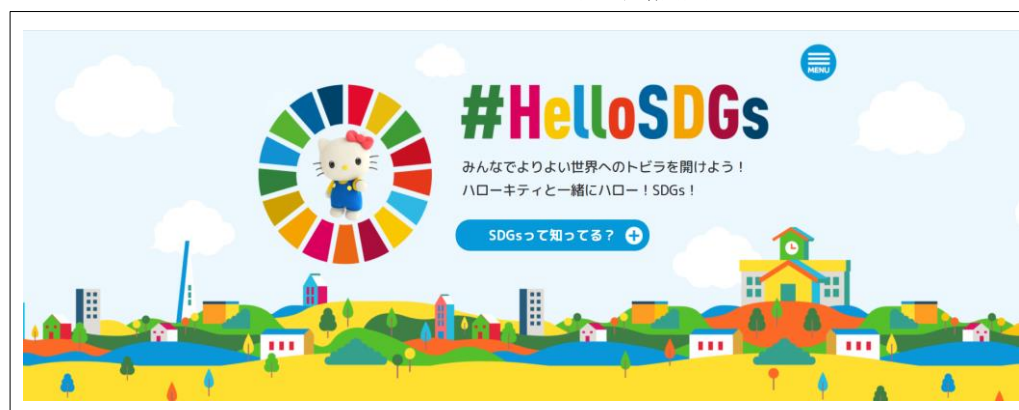 MENU
#HelloSDGs
みんなでよりよい世界へのトビラを開けよう！
ハローキティと一緒にハロー！SDGs！
SDGsって知ってる？